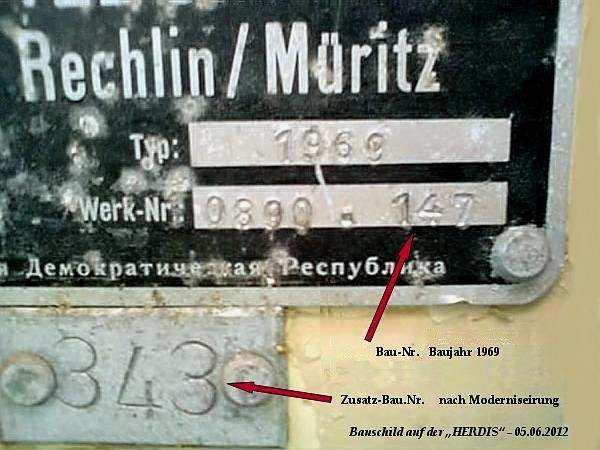 Rechlin/Müritz
Typ: 1969
Werk-Nr.: 0890 . 147
Демократическая Республика
Bau-Nr. Baujahr 1969
343
Zusatz-Bau.Nr. nach Moderniseirung
Bauschild auf der „HERDIS“ – 05.06.2012